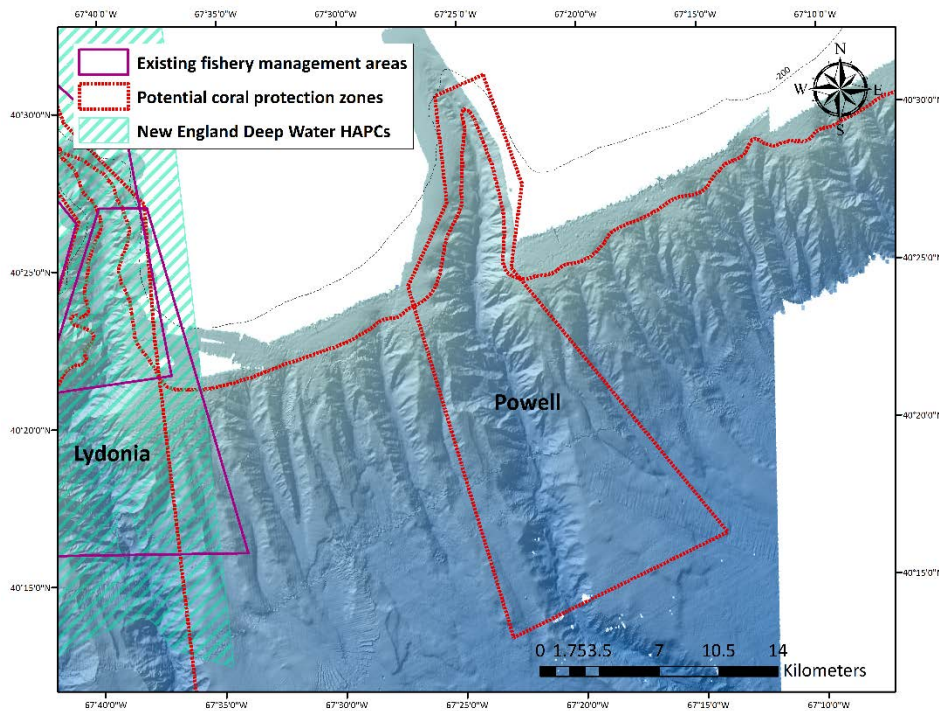 67°40'0"W 67°35'0"W 67°30'0"W 67°25'0"W 67°20'0"W 67°15'0"W 67°10'0"W
Existing fishery management areas
Potential coral protection zones
New England Deep Water HAPCs
-200
N
W E
S
40°30'0"N 40°30'0"N
40°25'0"N 40°25'0"N
40°20'0"N 40°20'0"N
Powell
Lydonia
40°15'0"N 40°15'0"N
0 1.753.5 7 10.5 14
Kilometers
67°40'0"W 67°35'0"W 67°30'0"W 67°25'0"W 67°20'0"W 67°15'0"W 67°10'0"W